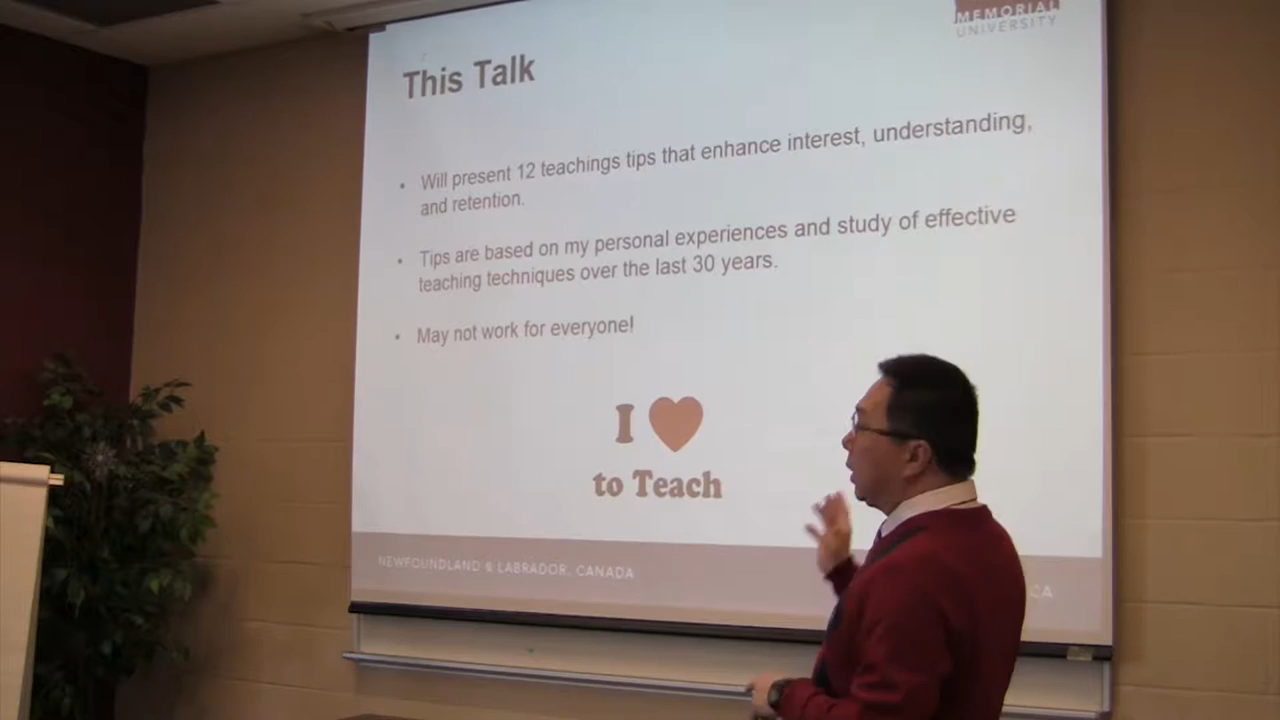 MEMORIAL
UNIVERSITY
This Talk
• Will present 12 teachings tips that enhance interest, understanding,
and retention.
• Tips are based on my personal experiences and study of effective
teaching techniques over the last 30 years.
• May not work for everyone!
I ♥
to Teach
NEWFOUNDLAND & LABRADOR, CANADA
CA